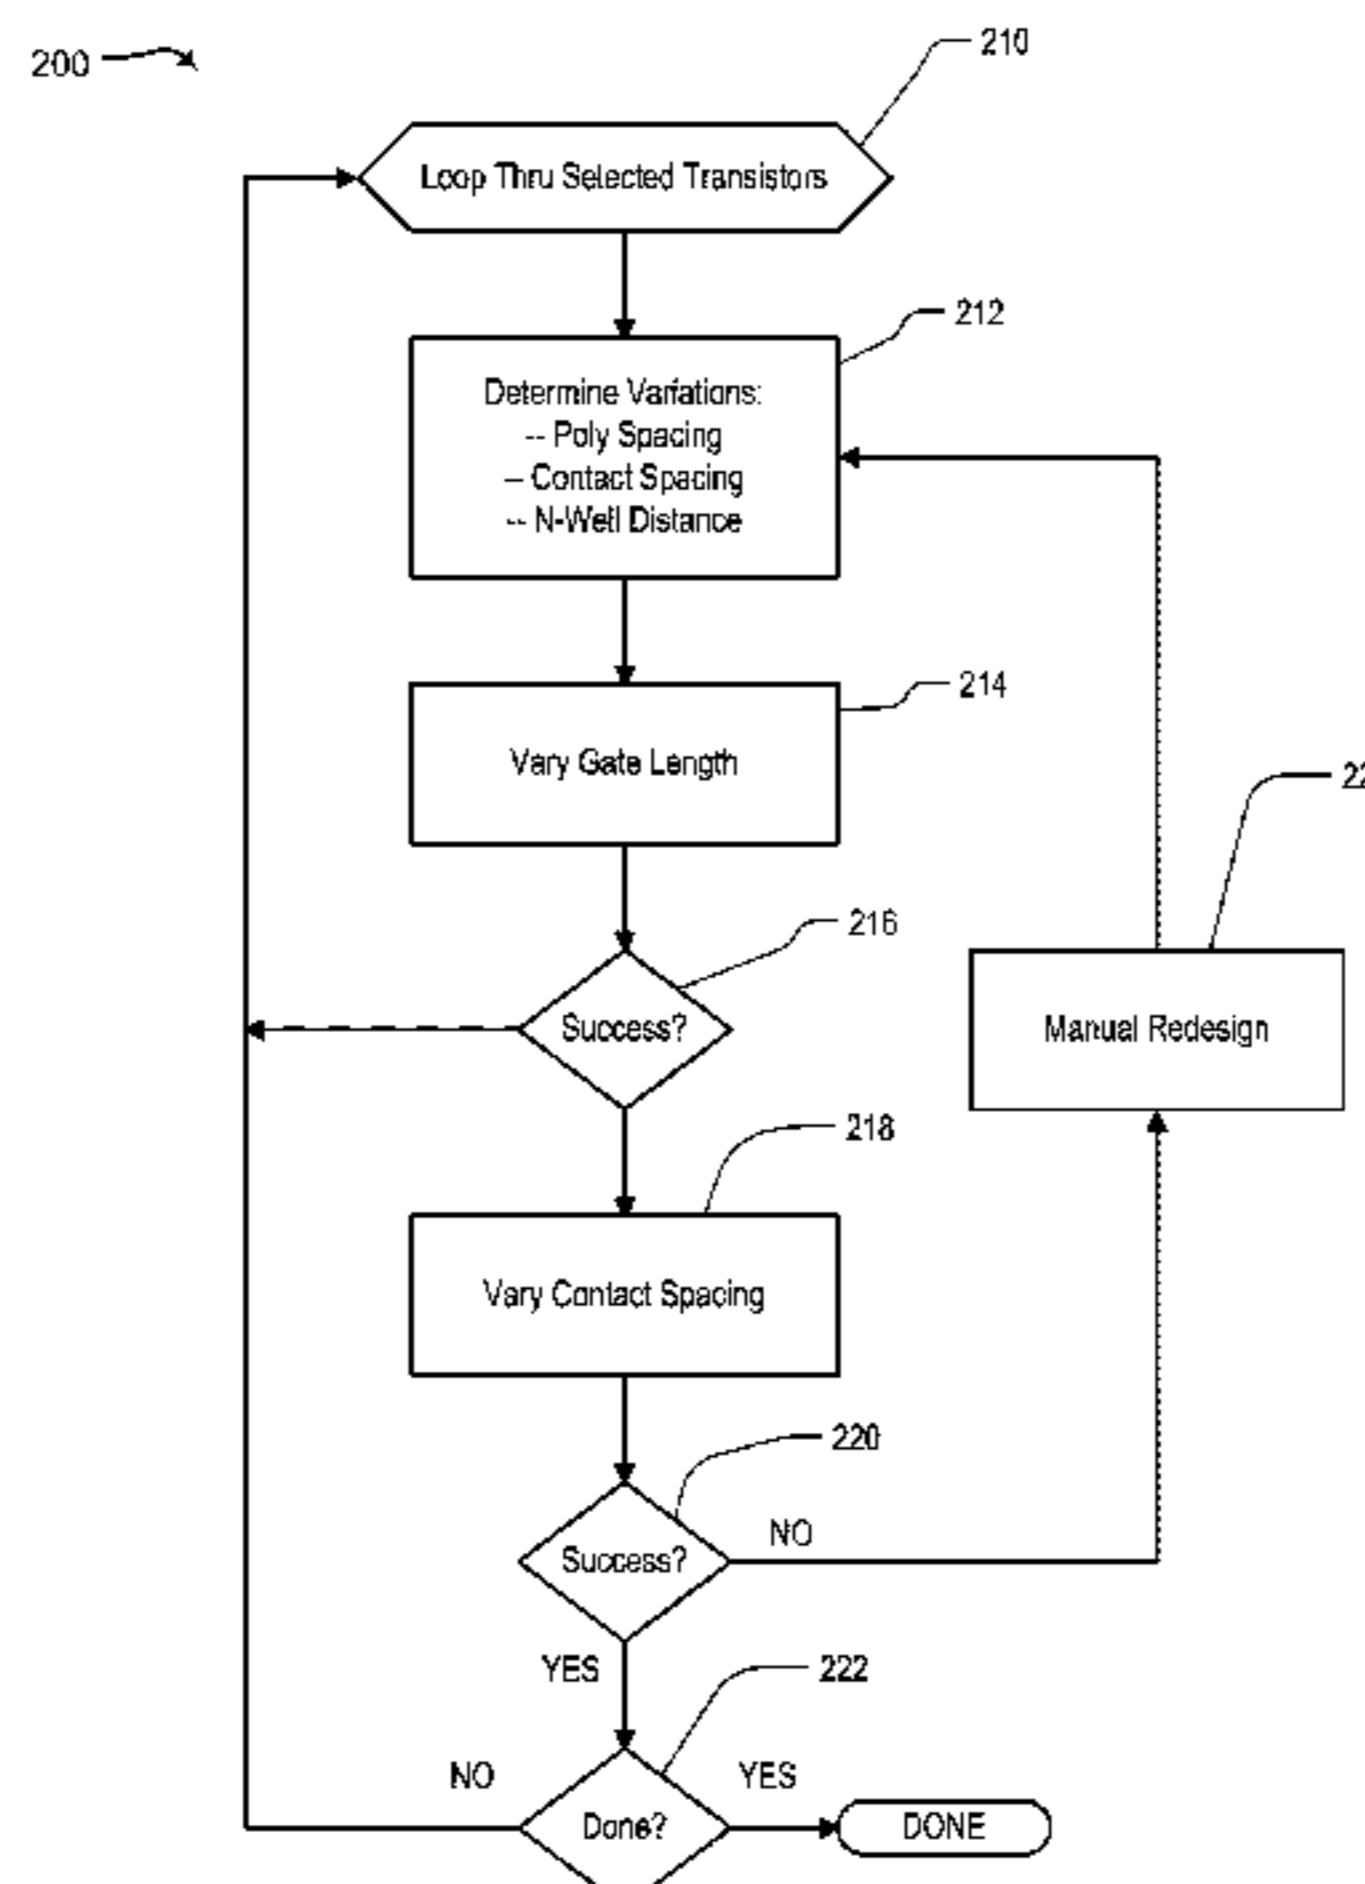 200
210
Loop Thru Selected Transistors
212
Determine Variations:
-- Poly Spacing
-- Contact Spacing
-- N-Well Distance
214
Vary Gate Length
22
216
Success?
Manual Redesign
218
Vary Contact Spacing
220
Success?
NO
YES
222
NO
YES
Done?
DONE